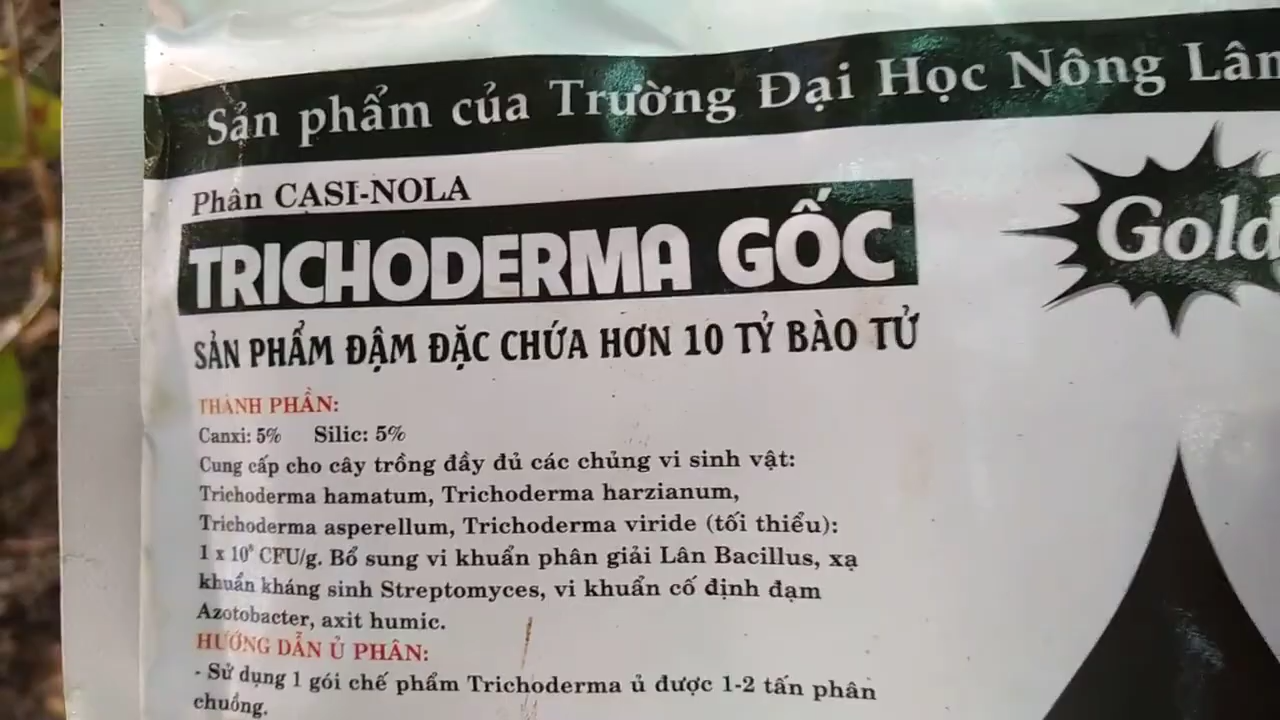 Sản phẩm của Trường Đại Học Nông Lâm
Phân CASI-NOLA
TRICHODERMA GỐC
Gold
SẢN PHẨM ĐẬM ĐẶC CHỨA HƠN 10 TỶ BÀO TỬ
THÀNH PHẦN:
Canxi: 5% Silic: 5%
Cung cấp cho cây trồng đầy đủ các chủng vi sinh vật:
Trichoderma hamatum, Trichoderma harzianum,
Trichoderma asperellum, Trichoderma viride (tối thiểu):
1 x CFU/g. Bổ sung vi khuẩn phân giải Lân Bacillus, xạ
khuẩn kháng sinh Streptomyces, vi khuẩn cố định đạm
Azotobacter, axit humic.
HƯỚNG DẪN Ủ PHÂN:
- Sử dụng 1 gói chế phẩm Trichoderma ủ được 1-2 tấn phân
chuồng.